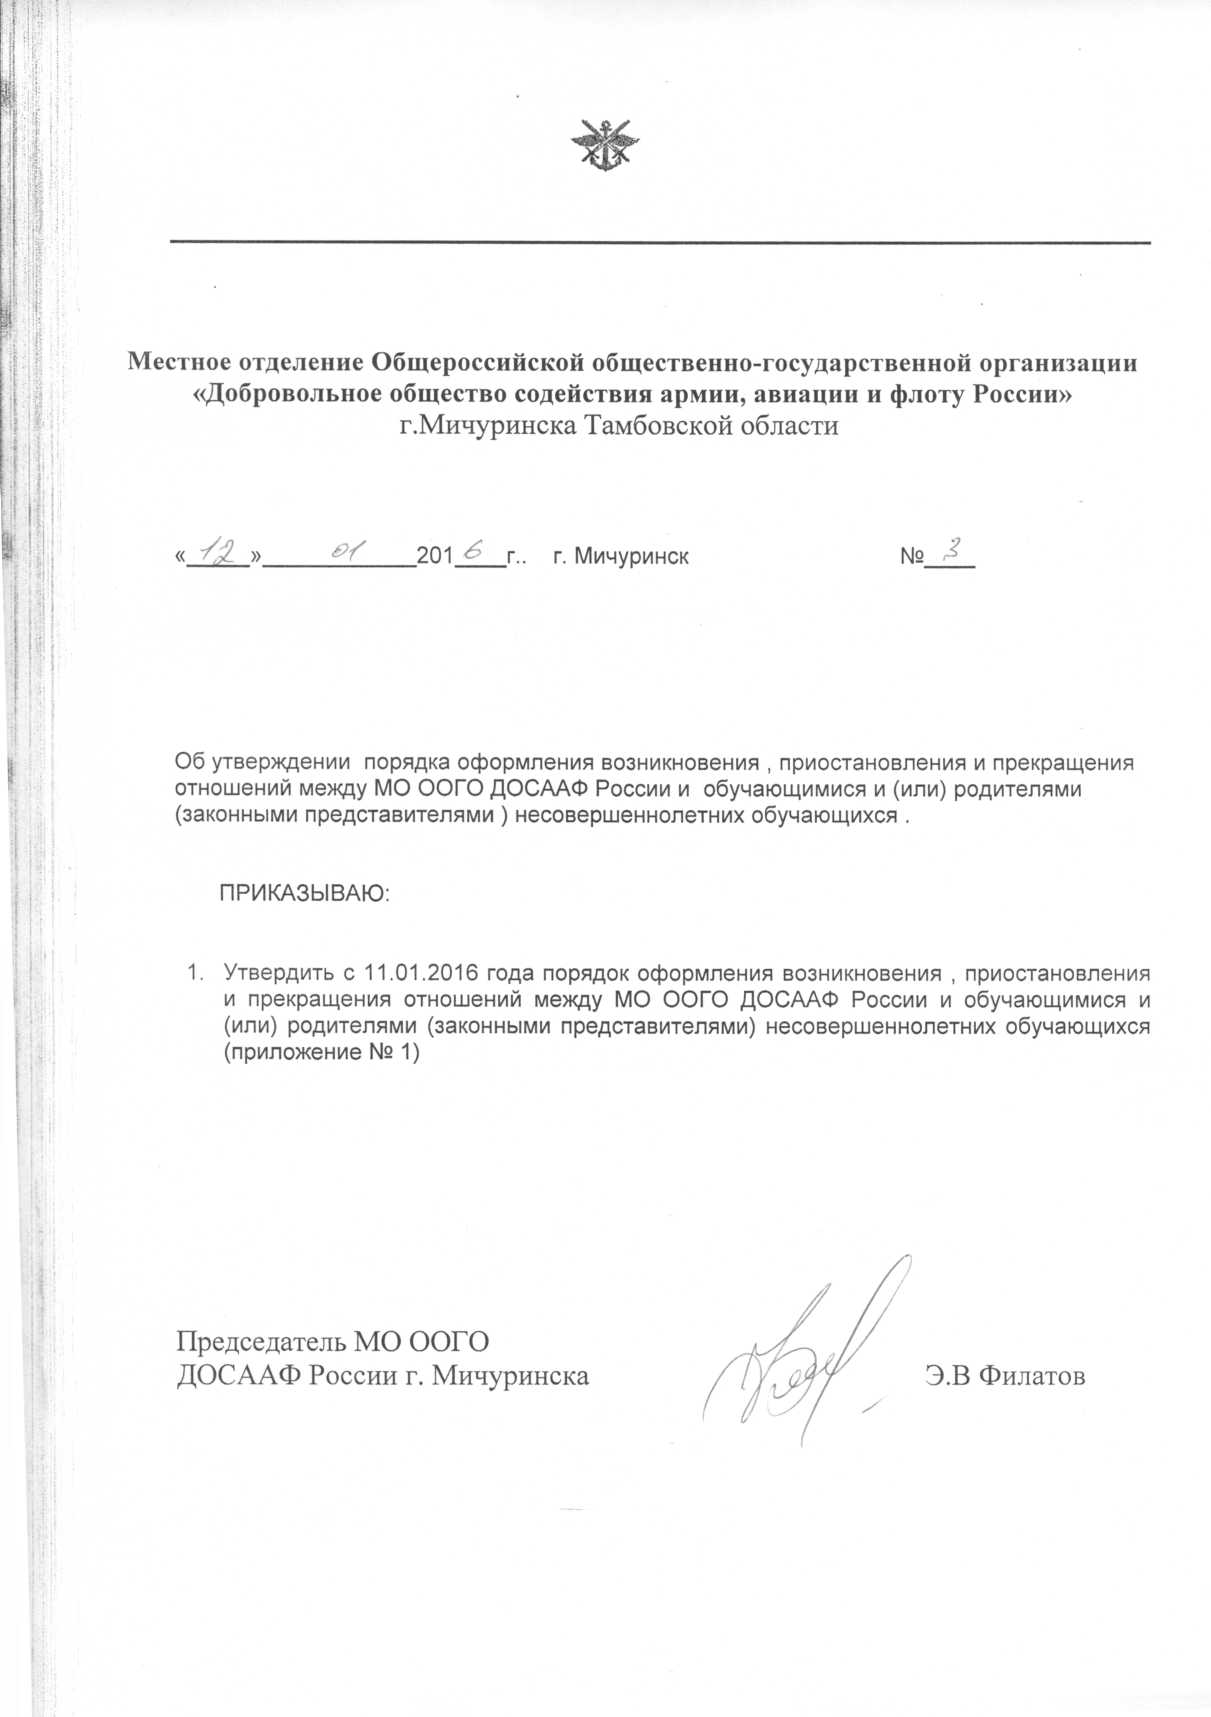 Местное отделение Общероссийской общественно-государственной организации
«Добровольное общество содействия армии, авиации и флоту России»
г.Мичуринска Тамбовской области
«12» 01 2016 г.. г. Мичуринск № 3
Об утверждении порядка оформления возникновения , приостановления и прекращения
отношений между МО ООГО ДОСААФ России и обучающимися и (или) родителями
(законными представителями ) несовершеннолетних обучающихся .
ПРИКАЗЫВАЮ:
1. Утвердить с 11.01.2016 года порядок оформления возникновения , приостановления
и прекращения отношений между МО ООГО ДОСААФ России и обучающимися и
(или) родителями (законными представителями) несовершеннолетних обучающихся
(приложение № 1)
Председатель МО ООГО
ДОСААФ России г. Мичуринска Э.В Филатов